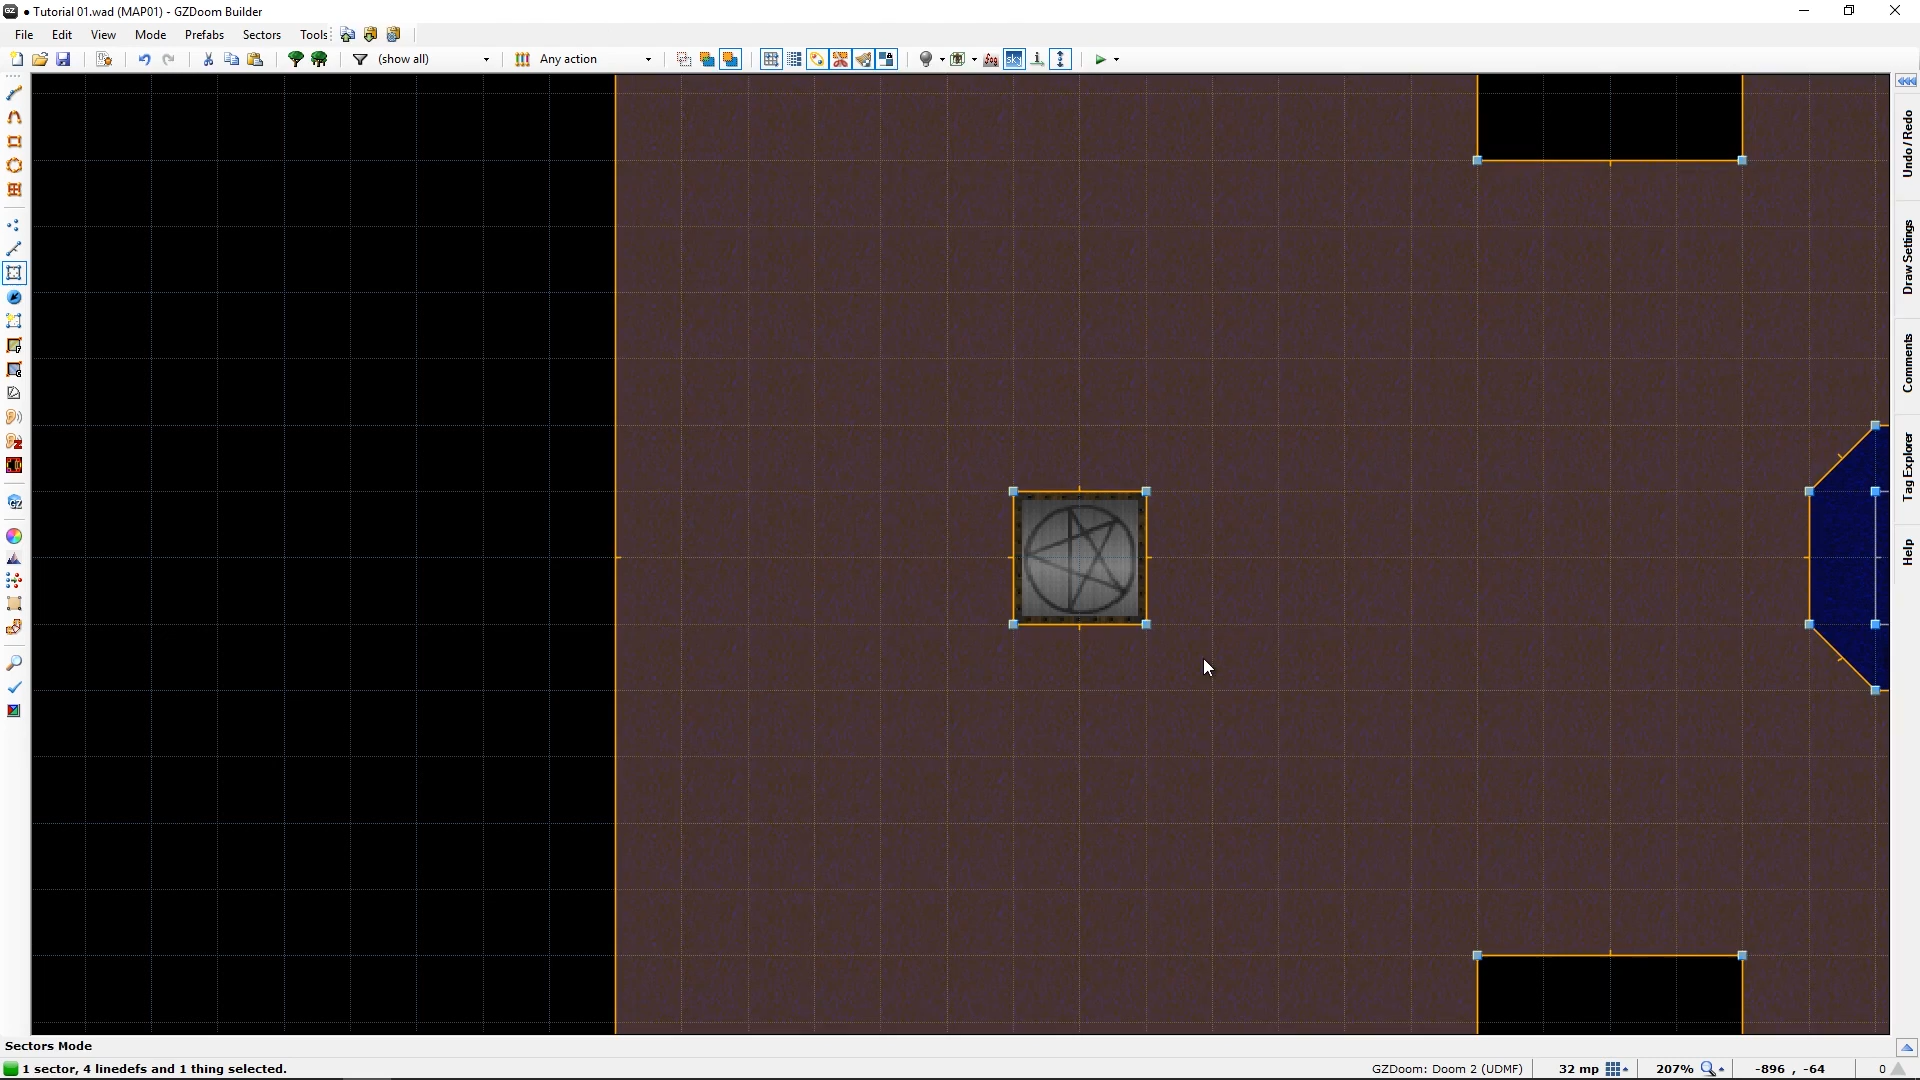 Tutorial 01.wad (MAP01) - GZDoom Builder
File Edit View Mode Prefabs Sectors Tools
(show all) Any action
Undo / Redo
Draw Settings
Comments
Tag Explorer
Help
Sectors Mode
1 sector, 4 linedefs and 1 thing selected.
GZDoom: Doom 2 (UDMF) 32 mp 207% -896 , -64 0